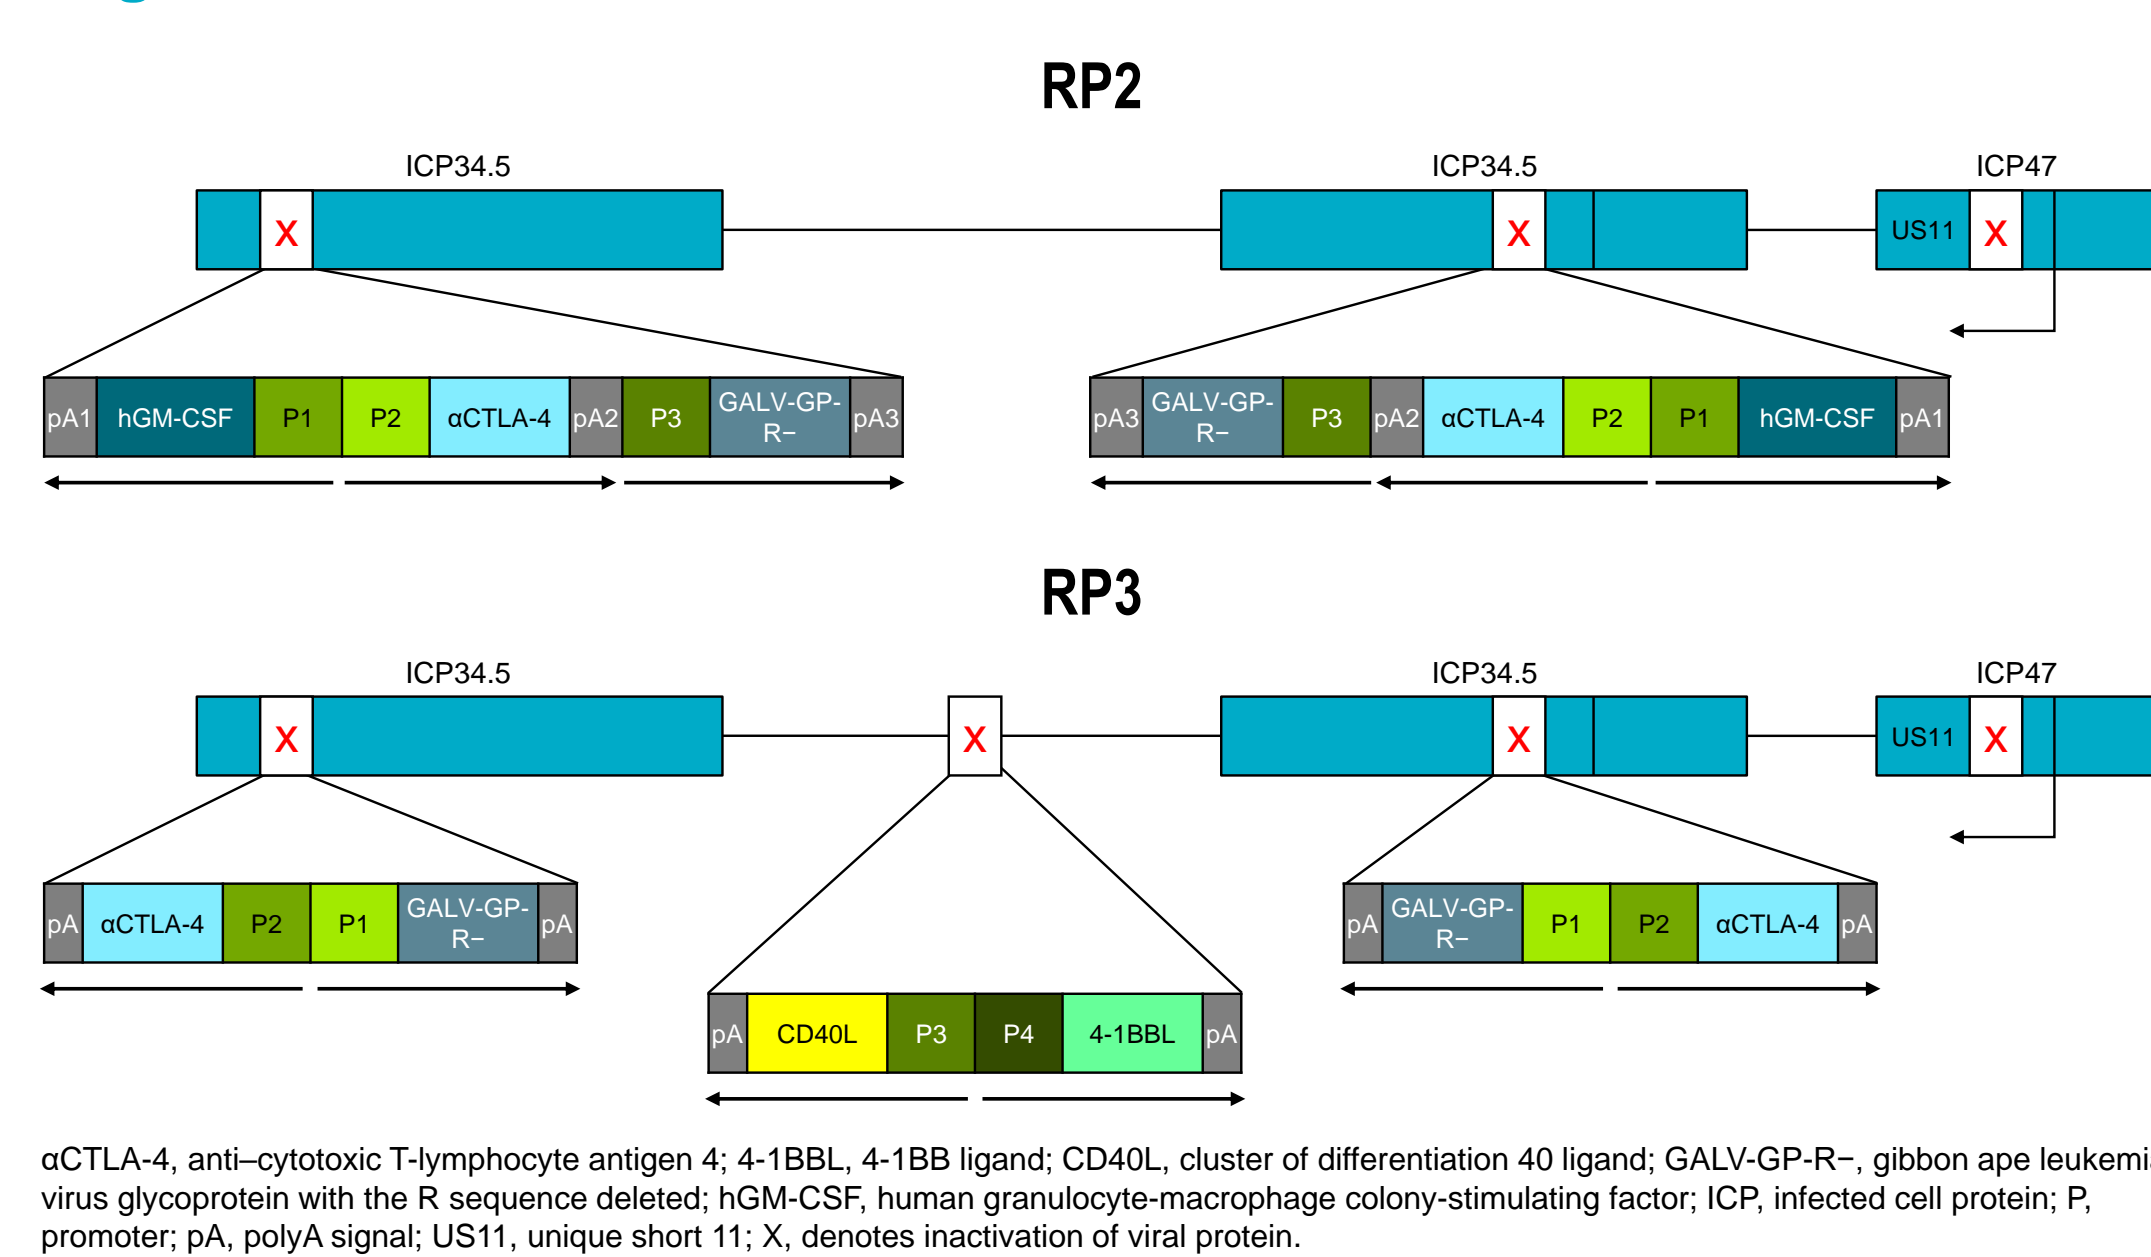 RP2
ICP34.5 ICP34.5 ICP47
X X US11 X
pA1 hGM-CSF P1 P2 αCTLA-4 pA2 P3 GALV-GP-R− pA3
pA3 GALV-GP-R− P3 pA2 αCTLA-4 P2 P1 hGM-CSF pA1
RP3
ICP34.5 ICP34.5 ICP47
X X X US11 X
pA αCTLA-4 P2 P1 GALV-GP-R− pA
pA GALV-GP-R− P1 P2 αCTLA-4 pA
pA CD40L P3 P4 4-1BBL pA
αCTLA-4, anti–cytotoxic T-lymphocyte antigen 4; 4-1BBL, 4-1BB ligand; CD40L, cluster of differentiation 40 ligand; GALV-GP-R−, gibbon ape leukemi
virus glycoprotein with the R sequence deleted; hGM-CSF, human granulocyte-macrophage colony-stimulating factor; ICP, infected cell protein; P,
promoter; pA, polyA signal; US11, unique short 11; X, denotes inactivation of viral protein.